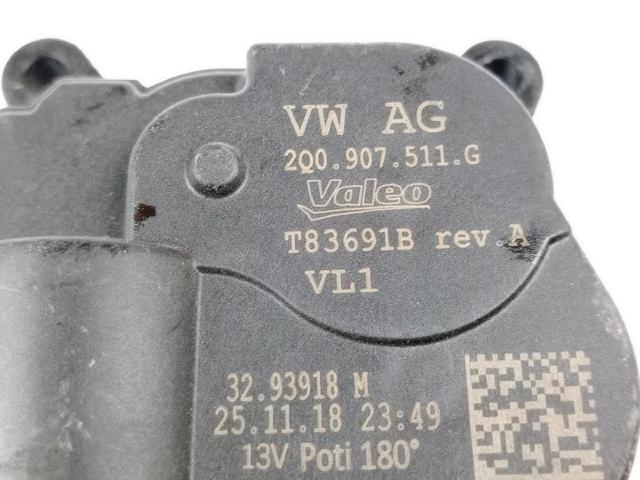 VW AG
2Q0.907.511.G
Valeo
T83691B rev.A
VL1
32.93918 M
25.11.18 23:49
13V Poti 180°